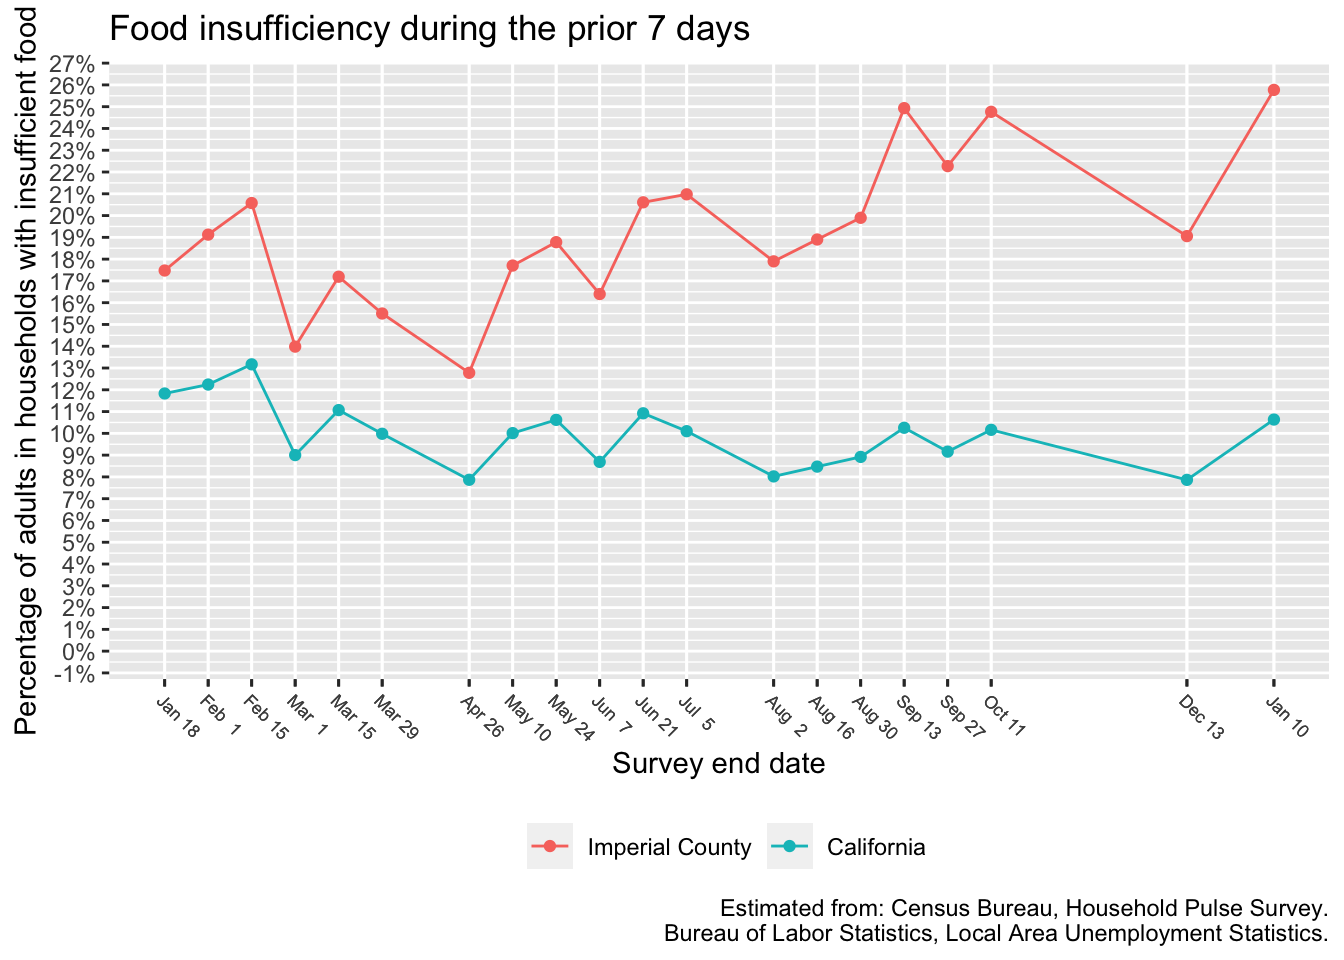 Food insufficiency during the prior 7 days
Percentage of adults in households with insufficient food
27%
26%
25%
24%
23%
22%
21%
20%
19%
18%
17%
16%
15%
14%
13%
12%
11%
10%
9%
8%
7%
6%
5%
4%
3%
2%
1%
0%
-1%
Jan 18
Feb 1
Feb 15
Mar 1
Mar 15
Mar 29
Apr 26
May 10
May 24
Jun 7
Jun 21
Jul 5
Aug 2
Aug 16
Aug 30
Sep 13
Sep 27
Oct 11
Dec 13
Jan 10
Survey end date
Imperial County
California
Estimated from: Census Bureau, Household Pulse Survey.
Bureau of Labor Statistics, Local Area Unemployment Statistics.